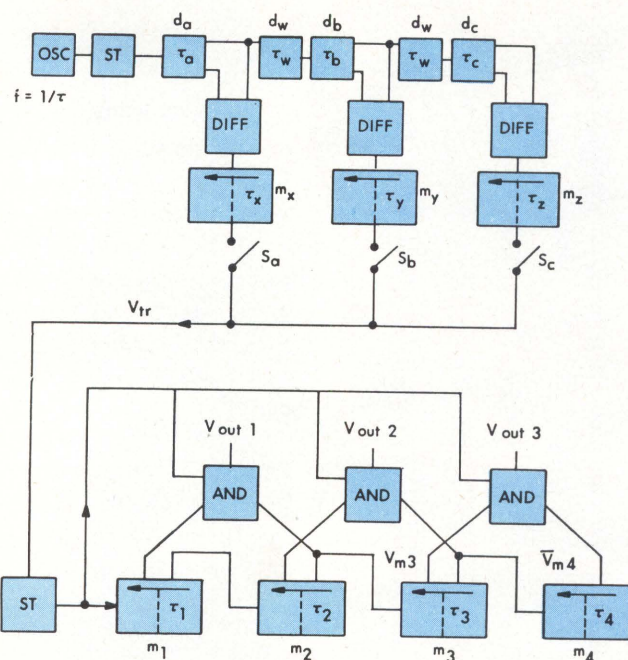 d_a d_w d_b d_w d_c
OSC ST τ_a τ_w τ_b τ_w τ_c
f = 1/τ
DIFF DIFF DIFF
τ_x m_x τ_y m_y τ_z m_z
S_a S_b S_c
V_tr
V out 1 V out 2 V out 3
AND AND AND
V_m3 V̅_m4
ST τ_1 τ_2 τ_3 τ_4
m_1 m_2 m_3 m_4